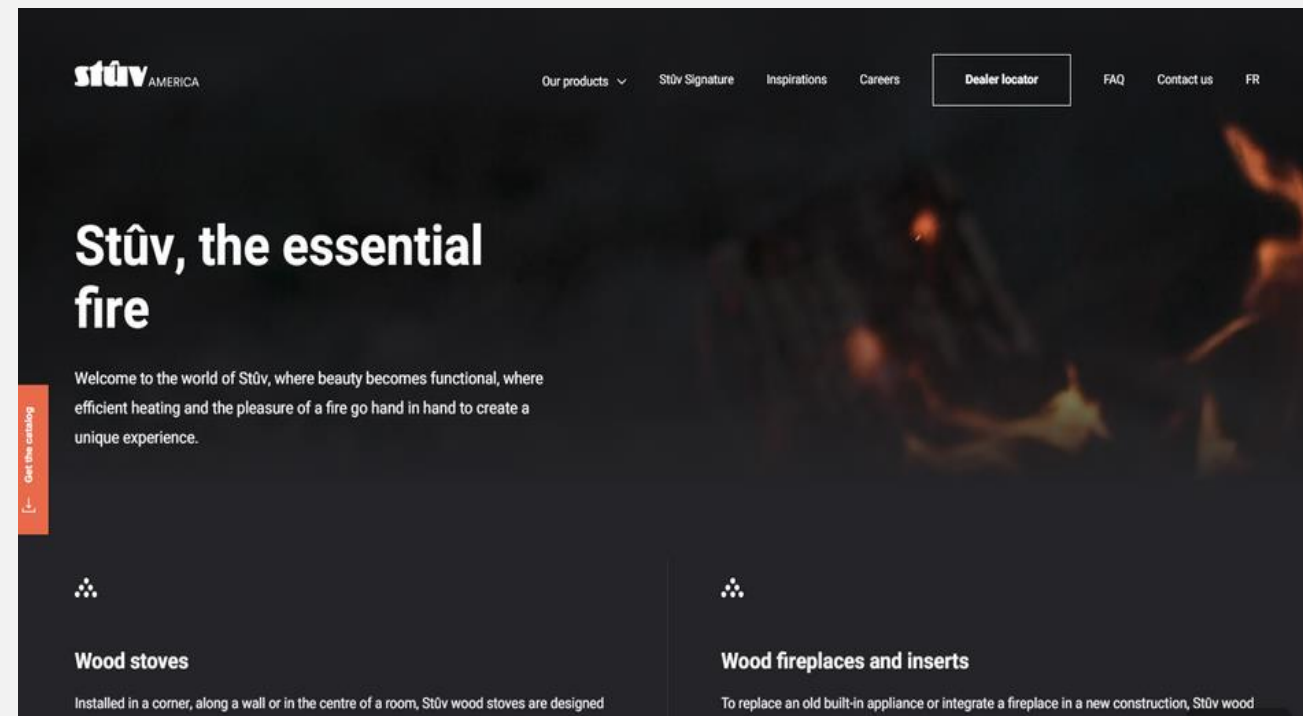 stûv AMERICA
Our products
Stûv Signature
Inspirations
Careers
Dealer locator
FAQ
Contact us
FR
Stûv, the essential
fire
Welcome to the world of Stûv, where beauty becomes functional, where
efficient heating and the pleasure of a fire go hand in hand to create a
unique experience.
Get the catalog
Wood stoves
Installed in a corner, along a wall or in the centre of a room, Stûv wood stoves are designed
Wood fireplaces and inserts
To replace an old built-in appliance or integrate a fireplace in a new construction, Stûv wood